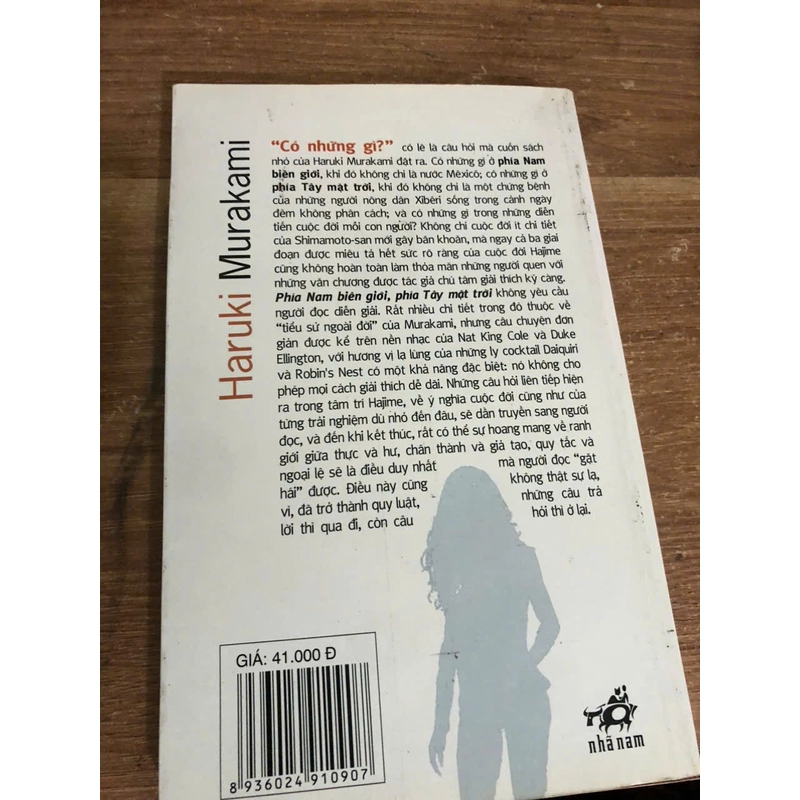 Haruki Murakami
“Có những gì?” có lẽ là câu hỏi mà cuốn sách
nhỏ của Haruki Murakami đặt ra. Có những gì ở phía Nam
biên giới, khi đó không chỉ là nước Mêxicô; có những gì ở
phía Tây mặt trời, khi đó không chỉ là một chứng bệnh
của những người nông dân Xibêri sống trong cảnh ngày
đêm không phân cách; và có những gì trong những diễn
tiến cuộc đời mỗi con người? Không chỉ cuộc đời ít chi tiết
của Shimamoto-san mới gây băn khoăn, mà ngay cả ba giai
đoạn được miêu tả hết sức rõ ràng của cuộc đời Hajime
cũng không hoàn toàn làm thỏa mãn những người quen với
những văn chương được tác giả chú tâm giải thích kỹ càng.
Phía Nam biên giới, phía Tây mặt trời không yêu cầu
người đọc diễn giải. Rất nhiều chi tiết trong đó thuộc về
“tiểu sử ngoài đời” của Murakami, nhưng câu chuyện đơn
giản được kể trên nền nhạc của Nat King Cole và Duke
Ellington, với hương vị lạ lùng của những ly cocktail Daiquiri
và Robin's Nest có một khả năng đặc biệt: nó không cho
phép mọi cách giải thích dễ dãi. Những câu hỏi liên tiếp hiện
ra trong tâm trí Hajime, về ý nghĩa cuộc đời cũng như của
từng trải nghiệm dù nhỏ đến đâu, sẽ dần truyền sang người
đọc, và đến khi kết thúc, rất có thể sự hoang mang về ranh
giới giữa thực và hư, chân thành và giả tạo, quy tắc và
ngoại lệ sẽ là điều duy nhất mà người đọc “gặt
hái” được. Điều này cũng không thật sự lạ,
vì, đã trở thành quy luật, những câu trả
lời thì qua đi, còn câu hỏi thì ở lại.
GIÁ: 41.000 Đ
8 936024 910907
nhã nam